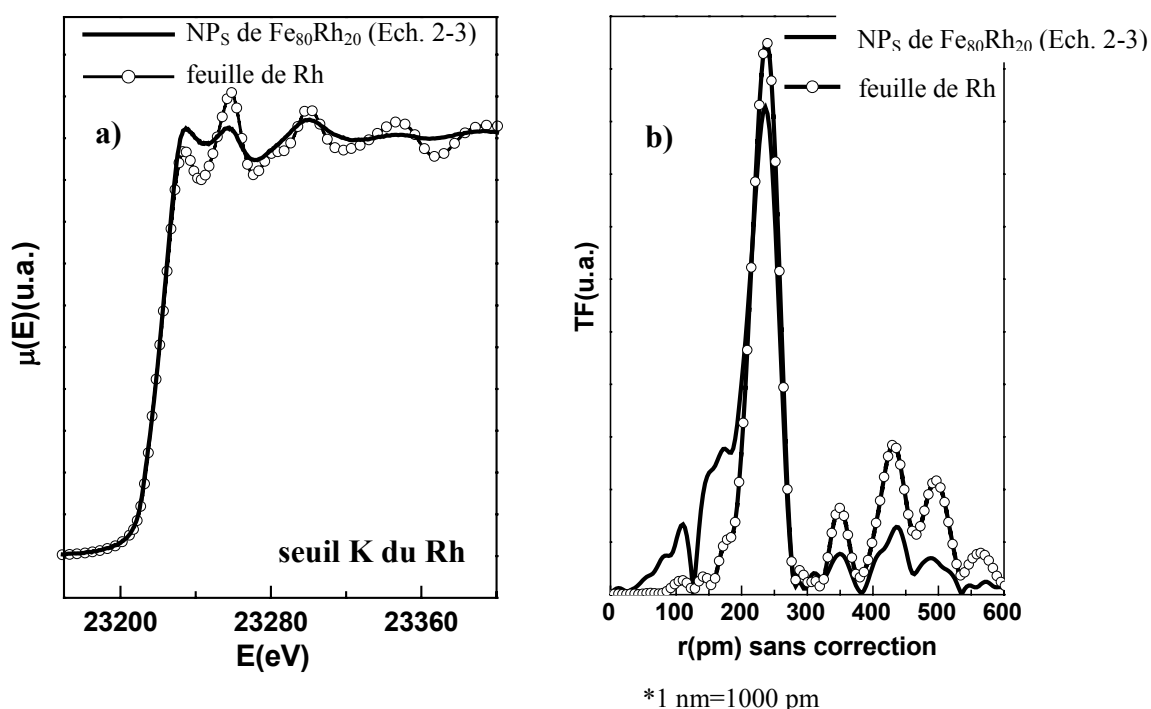 NPs de Fe80Rh20 (Ech. 2-3)
feuille de Rh
a)
seuil K du Rh
μ(E)(u.a.)
23200 23280 23360
E(eV)
NPs de Fe80Rh20 (Ech. 2-3)
feuille de Rh
b)
TF(u.a.)
0 100 200 300 400 500 600
r(pm) sans correction
*1 nm=1000 pm